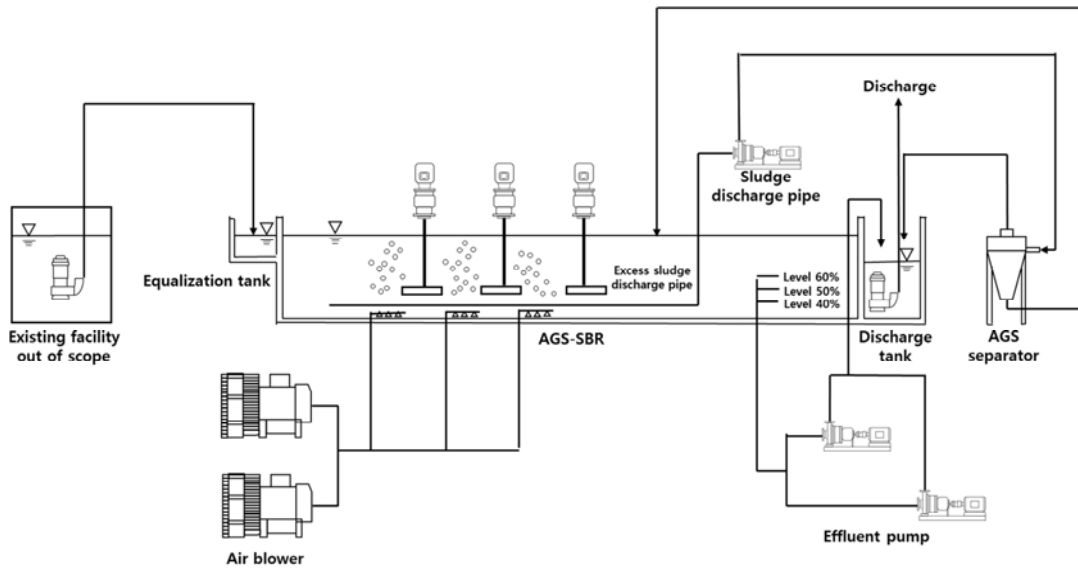 Discharge
Sludge
discharge pipe
Equalization tank
Excess sludge
discharge pipe
Level 60%
Level 50%
Level 40%
Existing facility
out of scope
AGS-SBR
Discharge
tank
AGS
separator
Effluent pump
Air blower